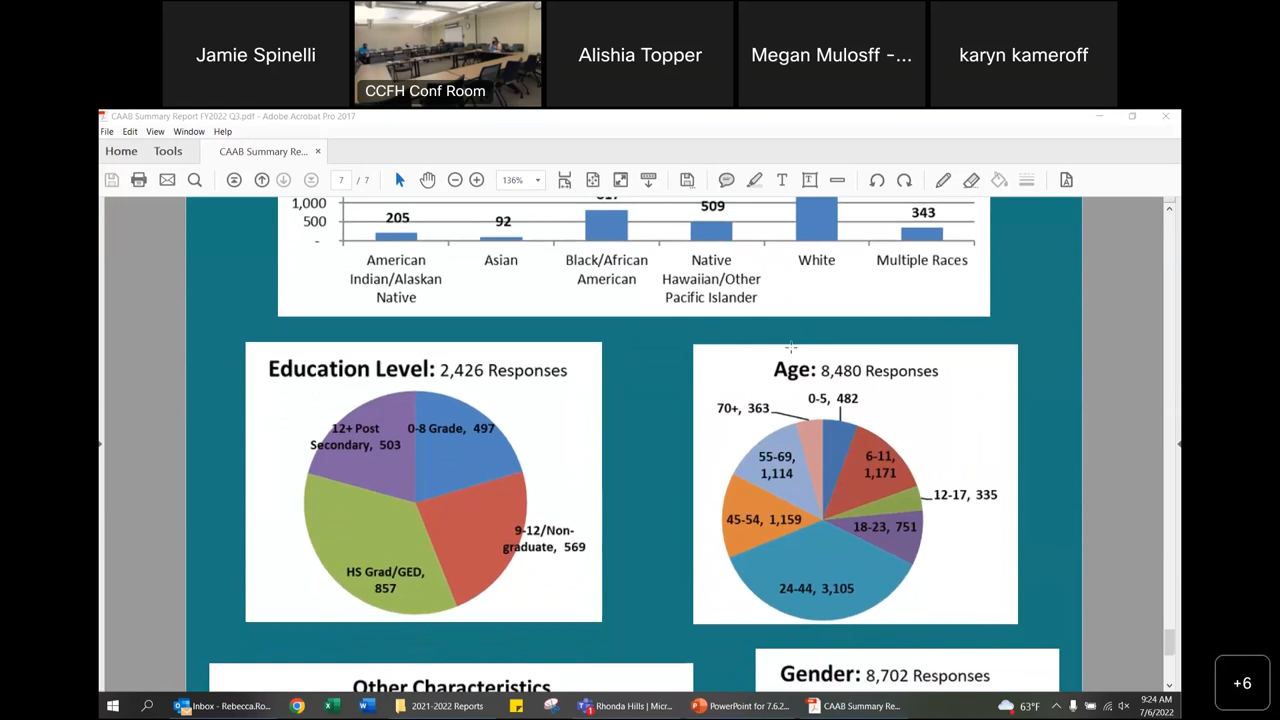 Jamie Spinelli
CCFH Conf Room
Alishia Topper
Megan Mulosff -...
karyn kameroff
CAAB Summary Report FY2022 Q3.pdf - Adobe Acrobat Pro 2017
File Edit View Window Help
Home Tools CAAB Summary Re... ×
7 / 7 136%
1,000
500
-
205
92
817
509
343
American
Indian/Alaskan
Native
Asian
Black/African
American
Native
Hawaiian/Other
Pacific Islander
White
Multiple Races
Education Level: 2,426 Responses
12+ Post
Secondary, 503
0-8 Grade, 497
9-12/Non-
graduate, 569
HS Grad/GED,
857
Age: 8,480 Responses
0-5, 482
70+, 363
6-11,
1,171
55-69,
1,114
12-17, 335
18-23, 751
45-54, 1,159
24-44, 3,105
Other Characteristics
Gender: 8,702 Responses
Inbox - Rebecca.Ro...
2021-2022 Reports
Rhonda Hills | Micr...
PowerPoint for 7.6.2...
CAAB Summary Re...
63°F
9:24 AM
7/6/2022
+6